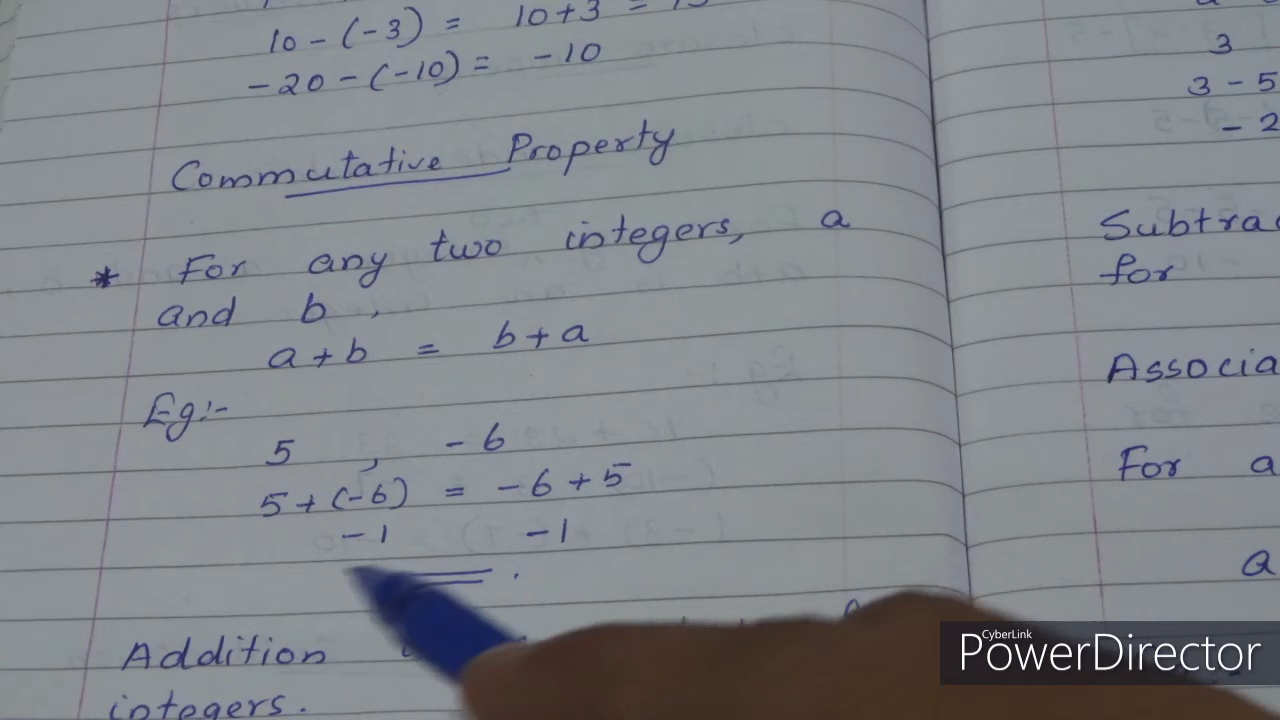 10 - (-3) = 10 + 3 =
-20 - (-10) = -10
Commutative Property
* For any two integers, a
and b,
a + b = b + a
Eg:-
5 , -6
5 + (-6) = -6 + 5
-1 -1
Addition
integers.
3
3 - 5
- 2
Subtra
for
Associa
For a
a
CyberLink
PowerDirector